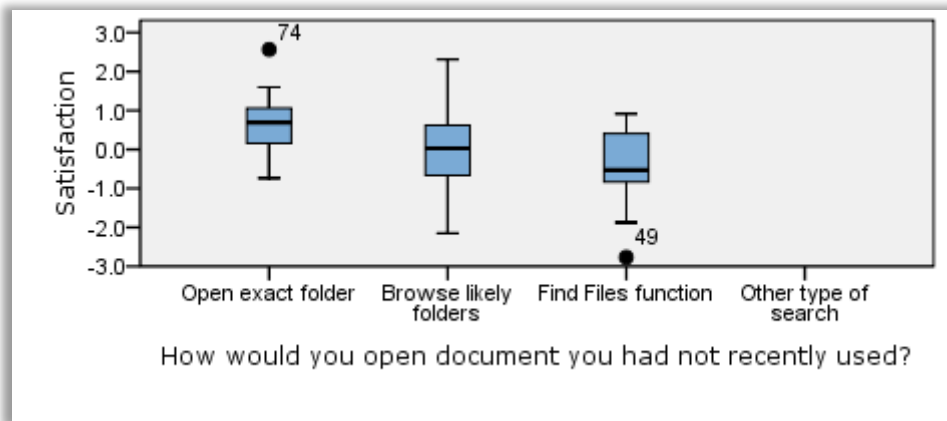 3.0
2.0
1.0
0.0
-1.0
-2.0
-3.0
Satisfaction
74
49
Open exact folder
Browse likely
folders
Find Files function
Other type of
search
How would you open document you had not recently used?